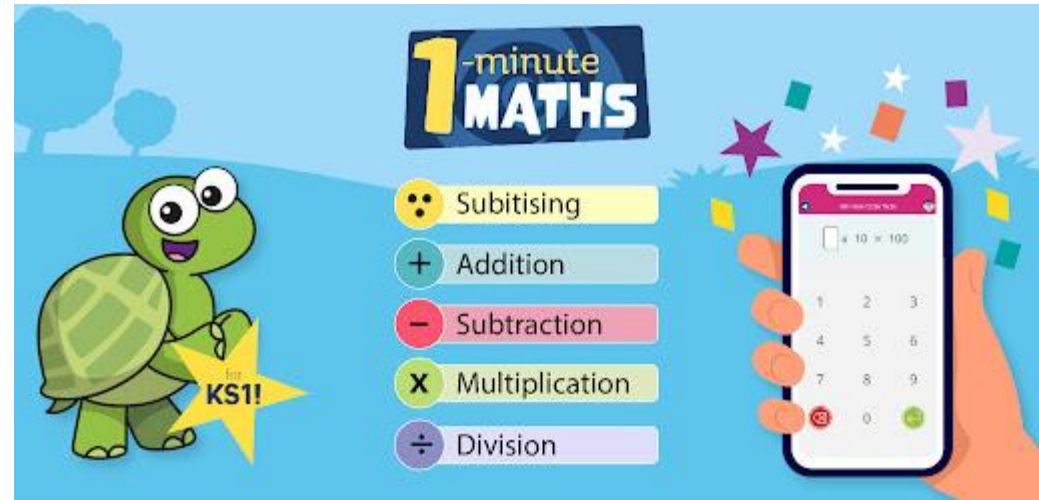 1-minute
MATHS
Subitising
+ Addition
− Subtraction
x Multiplication
÷ Division
for
KS1!
10 = 100
1 2 3
4 5 6
7 8 9
0